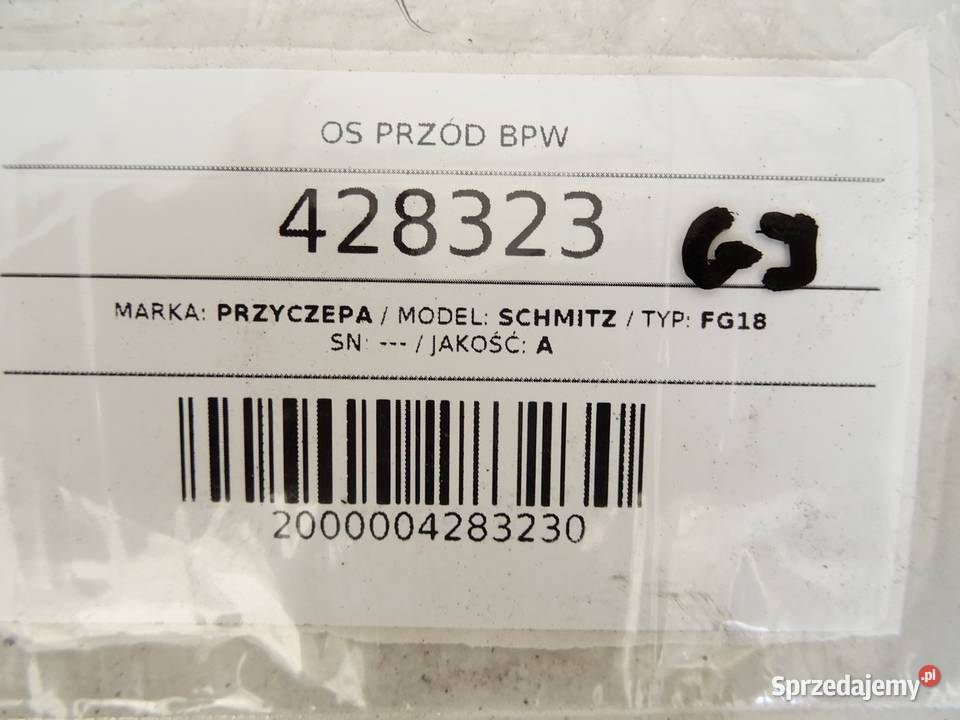 OS PRZÓD BPW
428323 GJ
MARKA: PRZYCZEPA / MODEL: SCHMITZ / TYP: FG18
SN: --- / JAKOŚĆ: A
2000004283230
Sprzedajemy.pl